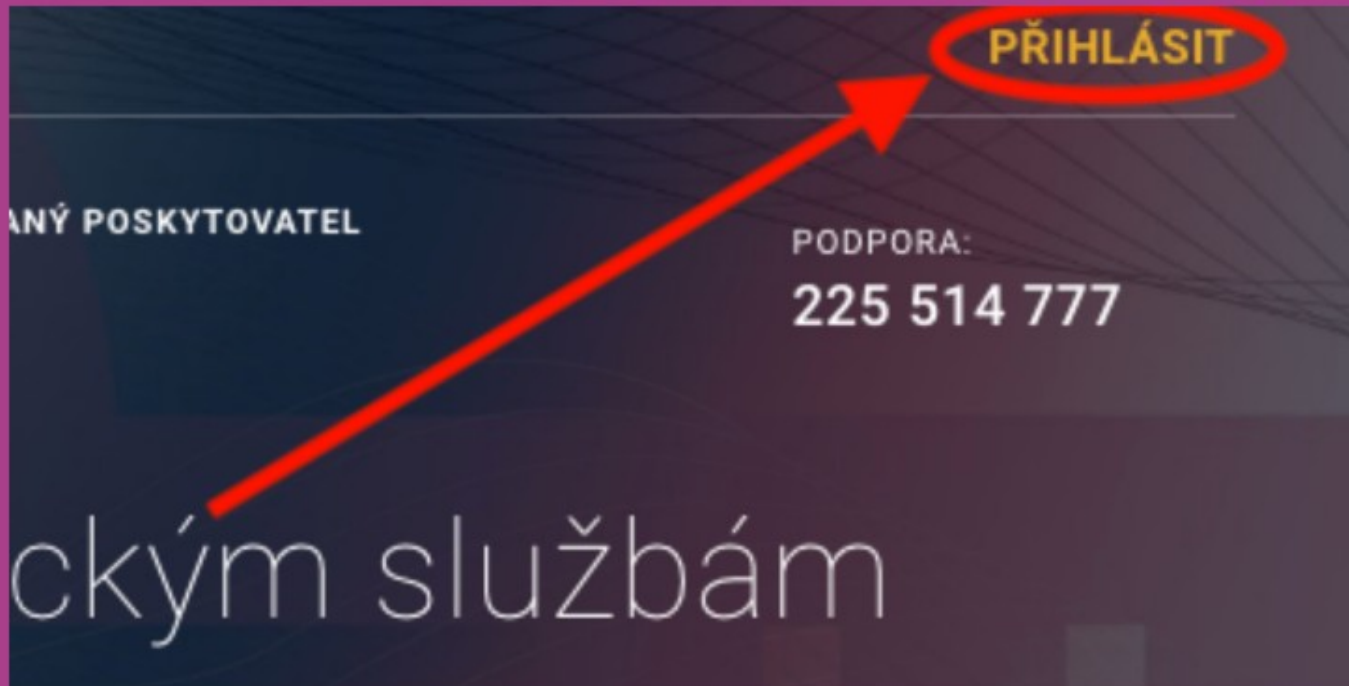 PŘIHLÁSIT
ANÝ POSKYTOVATEL
PODPORA:
225 514 777
ckým službám